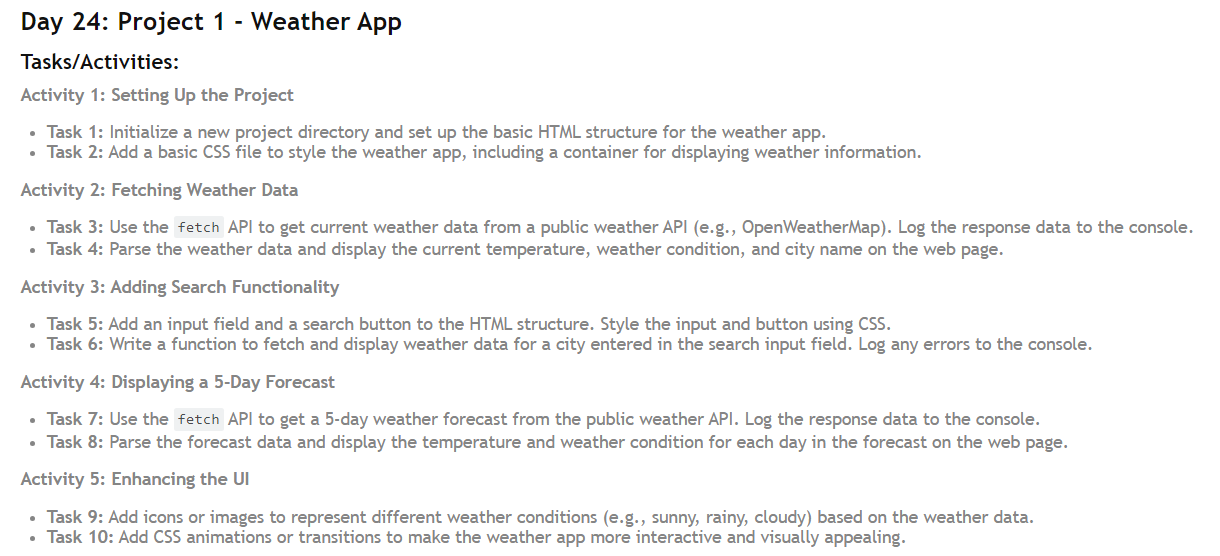 Day 24: Project 1 - Weather App
Tasks/Activities:
Activity 1: Setting Up the Project
• Task 1: Initialize a new project directory and set up the basic HTML structure for the weather app.
• Task 2: Add a basic CSS file to style the weather app, including a container for displaying weather information.
Activity 2: Fetching Weather Data
• Task 3: Use the fetch API to get current weather data from a public weather API (e.g., OpenWeatherMap). Log the response data to the console.
• Task 4: Parse the weather data and display the current temperature, weather condition, and city name on the web page.
Activity 3: Adding Search Functionality
• Task 5: Add an input field and a search button to the HTML structure. Style the input and button using CSS.
• Task 6: Write a function to fetch and display weather data for a city entered in the search input field. Log any errors to the console.
Activity 4: Displaying a 5-Day Forecast
• Task 7: Use the fetch API to get a 5-day weather forecast from the public weather API. Log the response data to the console.
• Task 8: Parse the forecast data and display the temperature and weather condition for each day in the forecast on the web page.
Activity 5: Enhancing the UI
• Task 9: Add icons or images to represent different weather conditions (e.g., sunny, rainy, cloudy) based on the weather data.
• Task 10: Add CSS animations or transitions to make the weather app more interactive and visually appealing.